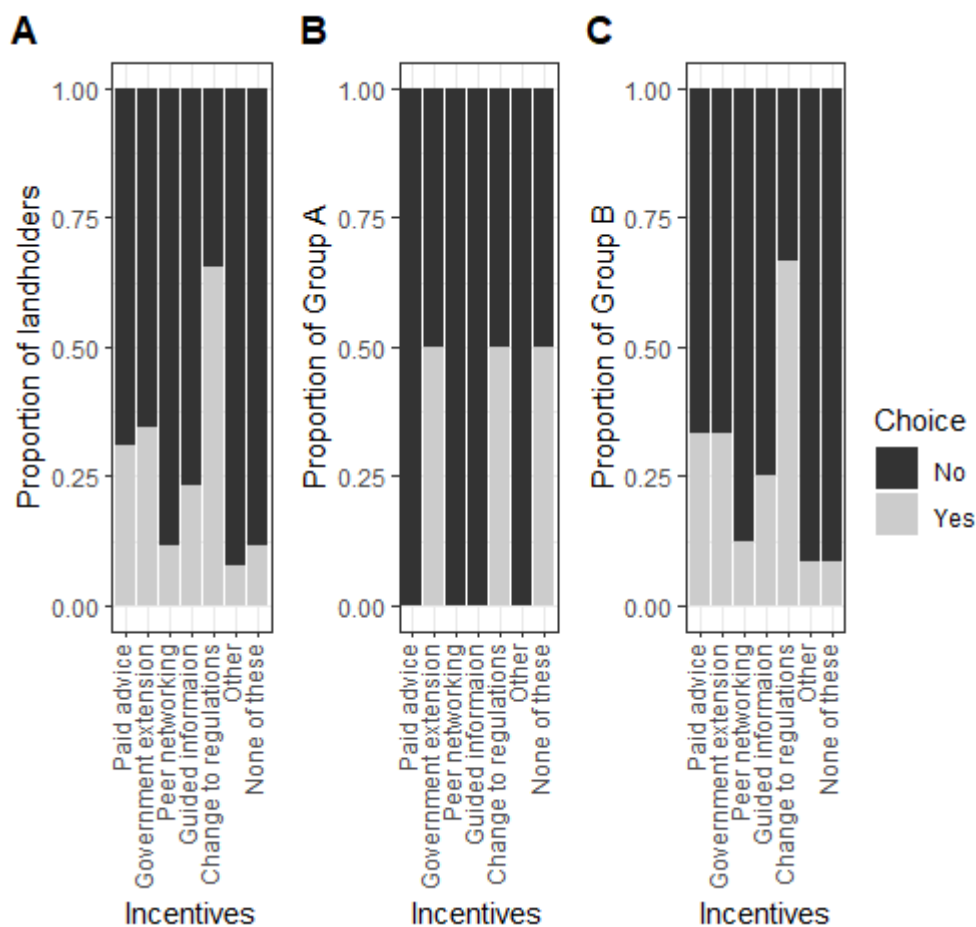 A
B
C
Proportion of landholders
1.00
0.75
0.50
0.25
0.00
Paid advice
Government extension
Peer networking
Guided informaion
Change to regulations
Other
None of these
Incentives
Proportion of Group A
1.00
0.75
0.50
0.25
0.00
Paid advice
Government extension
Peer networking
Guided informaion
Change to regulations
Other
None of these
Incentives
Proportion of Group B
1.00
0.75
0.50
0.25
0.00
Paid advice
Government extension
Peer networking
Guided informaion
Change to regulations
Other
None of these
Incentives
Choice
No
Yes